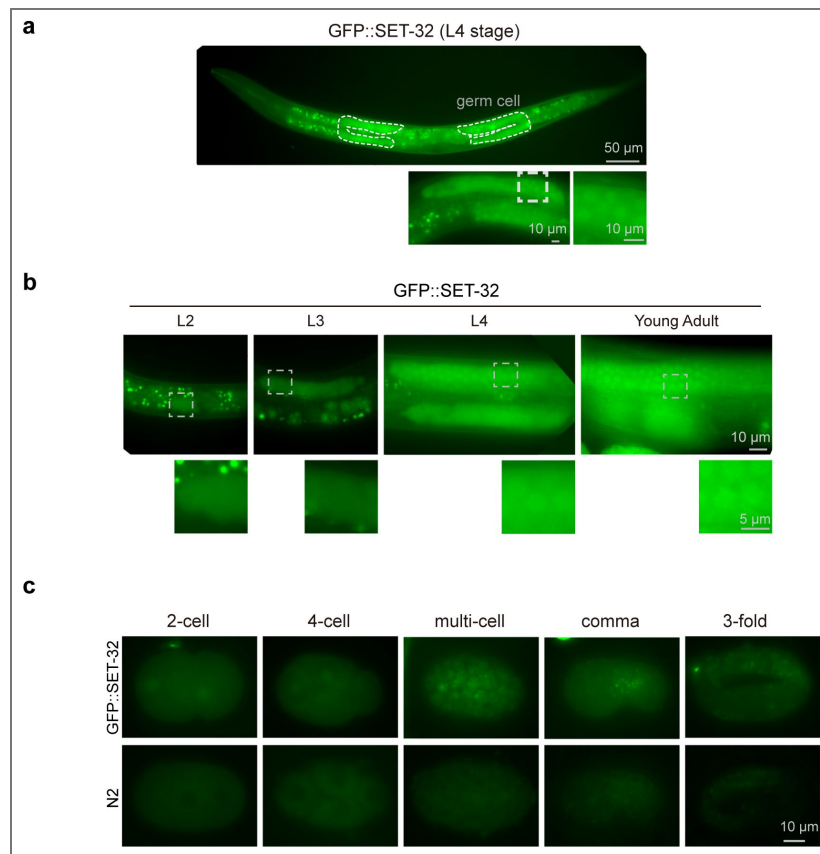 a
GFP::SET-32 (L4 stage)
germ cell
50 µm
10 µm
10 µm
b
GFP::SET-32
L2 L3 L4 Young Adult
10 µm
5 µm
c
2-cell 4-cell multi-cell comma 3-fold
GFP::SET-32
N2
10 µm